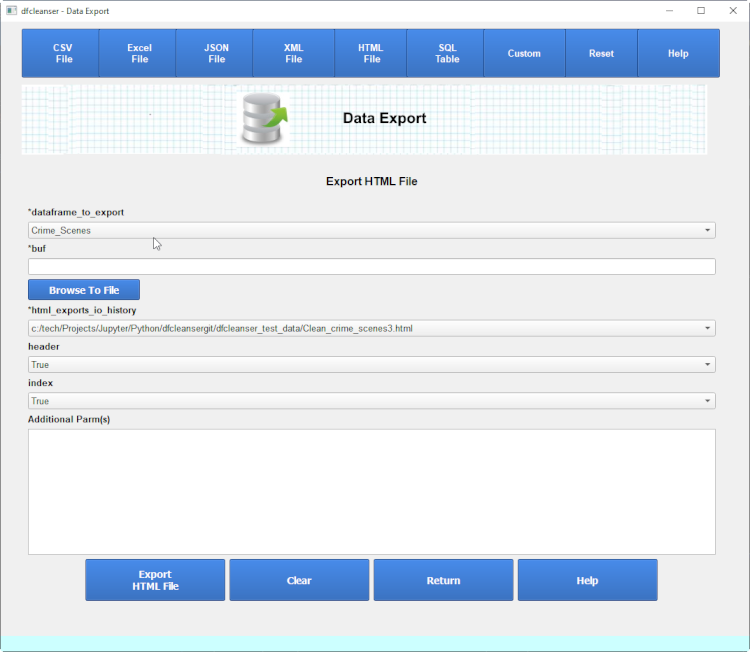 dfcleanser - Data Export
CSV
File
Excel
File
JSON
File
XML
File
HTML
File
SQL
Table
Custom
Reset
Help
Data Export
Export HTML File
*dataframe_to_export
Crime_Scenes
*buf
Browse To File
*html_exports_io_history
c:/tech/Projects/Jupyter/Python/dfcleansergit/dfcleanser_test_data/Clean_crime_scenes3.html
header
True
index
True
Additional Parm(s)
Export
HTML File
Clear
Return
Help